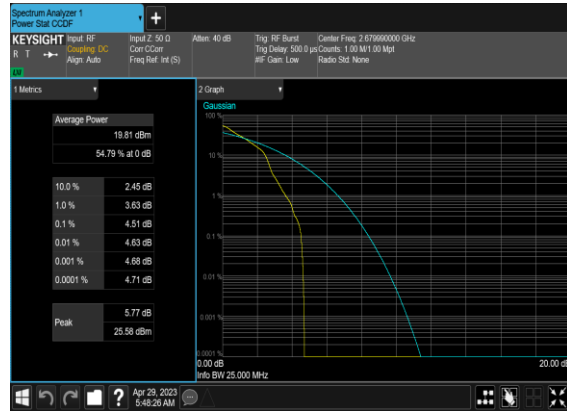 Spectrum Analyzer 1
Power Stat CCDF
+
KEYSIGHT
R T
LXI
Input: RF
Coupling: DC
Align: Auto
Input Z: 50 Ω
Corr CCorr
Freq Ref: Int (S)
Atten: 40 dB
Trig: RF Burst
Trig Delay: 500.0 µs
#IF Gain: Low
Center Freq: 2.679990000 GHz
Counts: 1.00 M/1.00 Mpt
Radio Std: None
1 Metrics
Average Power
19.81 dBm
54.79 % at 0 dB
10.0 % 2.45 dB
1.0 % 3.63 dB
0.1 % 4.51 dB
0.01 % 4.63 dB
0.001 % 4.68 dB
0.0001 % 4.71 dB
Peak
5.77 dB
25.58 dBm
2 Graph
Gaussian
100 %
10 %
1 %
0.1 %
0.01 %
0.001 %
0.0001 %
0.00 dB
20.00 dB
Info BW 25.000 MHz
?
Apr 29, 2023
5:48:26 AM